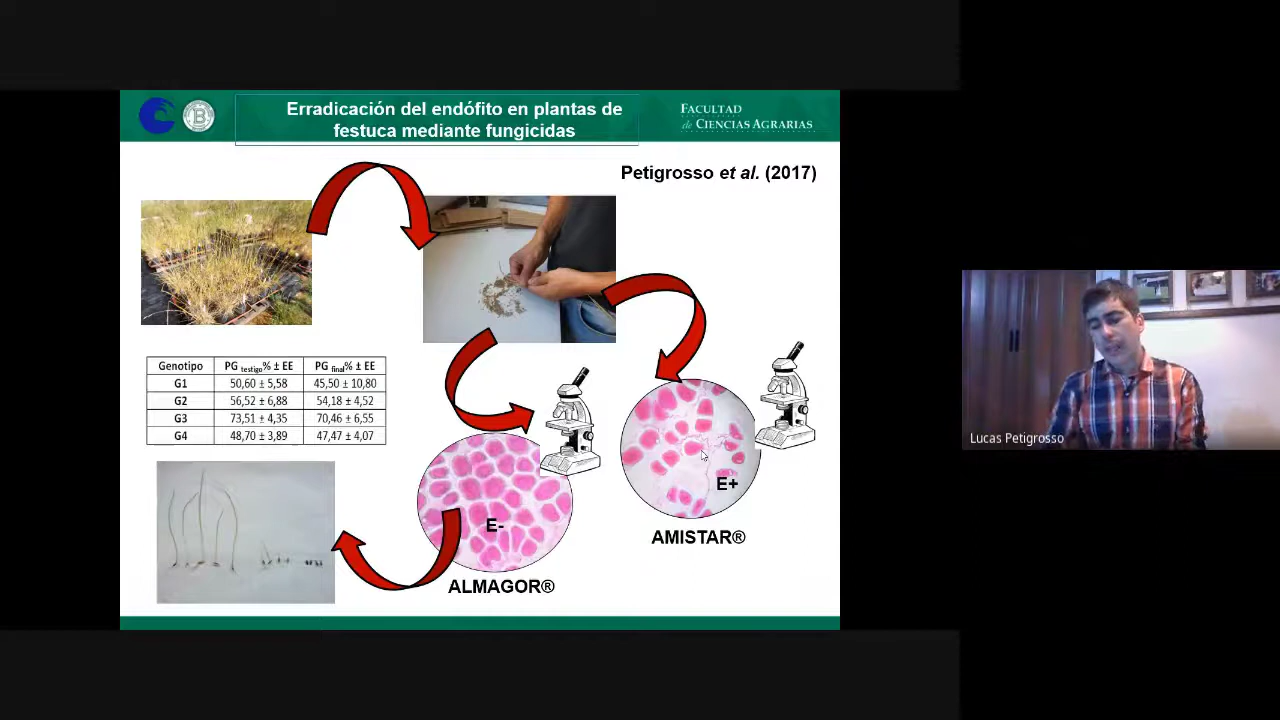 Erradicación del endófito en plantas de
festuca mediante fungicidas
FACULTAD
de CIENCIAS AGRARIAS
Petigrosso et al. (2017)
Genotipo PG testigo% ± EE PG final% ± EE
G1 50,60 ± 5,58 45,50 ± 10,80
G2 56,52 ± 6,88 54,18 ± 4,52
G3 73,51 ± 4,35 70,46 ± 6,55
G4 48,70 ± 3,89 47,47 ± 4,07
E+
AMISTAR®
E-
ALMAGOR®
Lucas Petigrosso
B